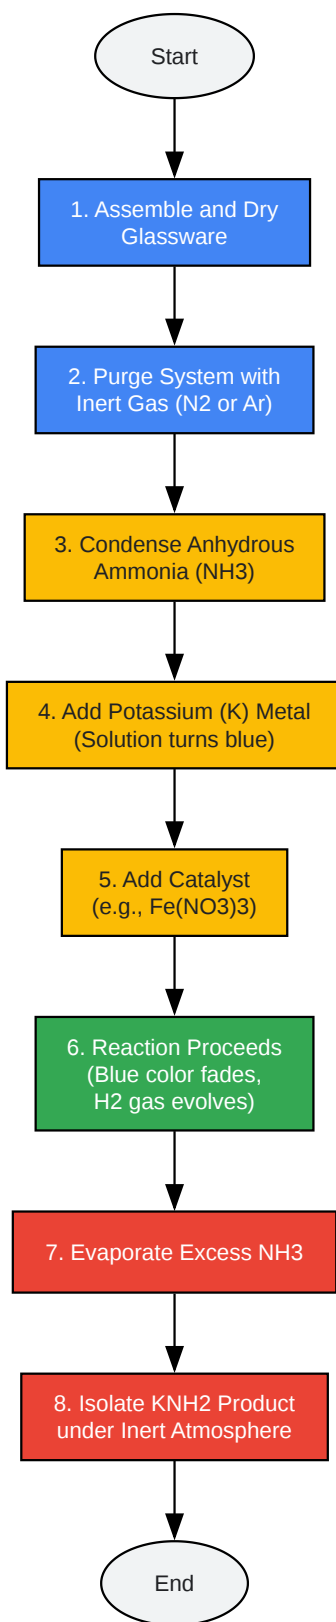 Start
1. Assemble and Dry
Glassware
2. Purge System with
Inert Gas (N2 or Ar)
3. Condense Anhydrous
Ammonia (NH3)
4. Add Potassium (K) Metal
(Solution turns blue)
5. Add Catalyst
(e.g., Fe(NO3)3)
6. Reaction Proceeds
(Blue color fades,
H2 gas evolves)
7. Evaporate Excess NH3
8. Isolate KNH2 Product
under Inert Atmosphere
End